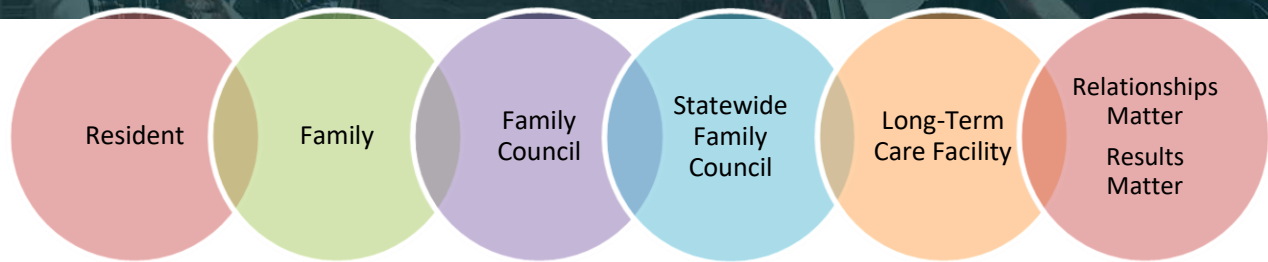 Resident
Family
Family
Council
Statewide
Family
Council
Long-Term
Care Facility
Relationships
Matter
Results
Matter